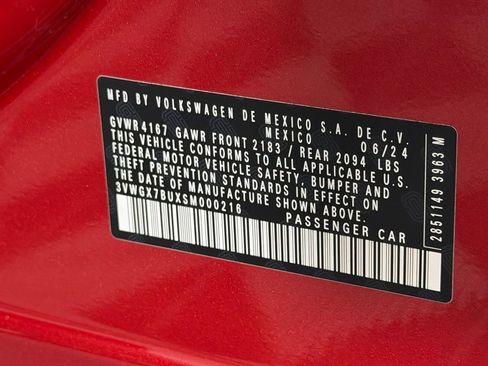 MFD BY VOLKSWAGEN DE MEXICO S.A. DE C.V.
MEXICO 06/24
GVWR4167 GAWR FRONT 2183 / REAR 2094 LBS
THIS VEHICLE CONFORMS TO ALL APPLICABLE U.S.
FEDERAL MOTOR VEHICLE SAFETY, BUMPER AND
THEFT PREVENTION STANDARDS IN EFFECT ON
THE DATE OF MANUFACTURE SHOWN ABOVE.
3VWGX7BUXSM000216 PASSENGER CAR
2851149 3963 M